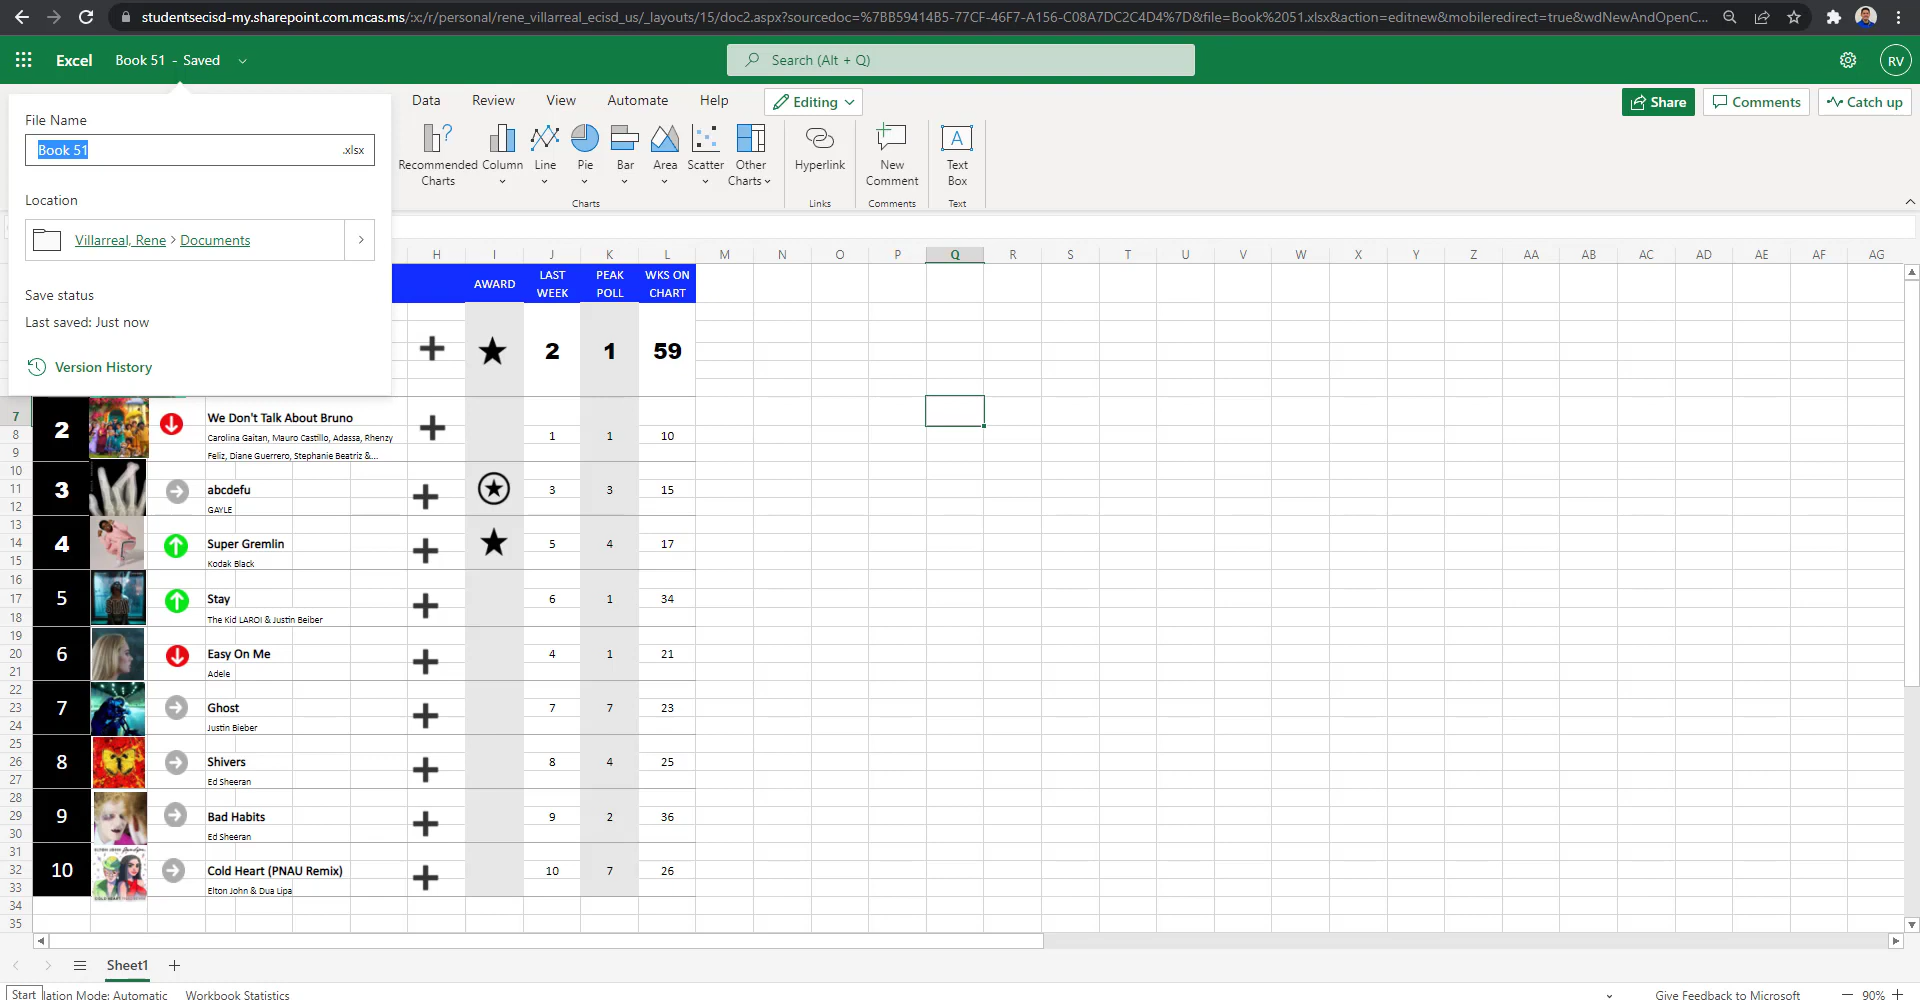 studentsecisd-my.sharepoint.com.mcas.ms/:x:/r/personal/rene_villarreal_ecisd_us/_layouts/15/doc2.aspx?sourcedoc=%7BB59414B5-77CF-46F7-A156-C08A7DC2C4D4%7D&file=Book%2051.xlsx&action=editnew&mobileredirect=true&wdNewAndOpenC...
Excel Book 51 - Saved Search (Alt + Q) RV
Data Review View Automate Help Editing Share Comments Catch up
File Name
Book 51 .xlsx
Location
Villarreal, Rene > Documents
Save status
Last saved: Just now
Version History
Recommended Charts Column Line Pie Bar Area Scatter Other Charts Hyperlink New Comment Text Box
Charts Links Comments Text
H I J K L M N O P Q R S T U V W X Y Z AA AB AC AD AE AF AG
AWARD LAST WEEK PEAK POLL WKS ON CHART
2 1 59
7
8
9
2 We Don't Talk About Bruno
Carolina Gaitan, Mauro Castillo, Adassa, Rhenzy
Feliz, Diane Guerrero, Stephanie Beatriz &...
1 1 10
10
11
12
3 abcdefu 3 3 15
GAYLE
13
14
15
4 Super Gremlin 5 4 17
Kodak Black
16
17
18
5 Stay 6 1 34
The Kid LAROI & Justin Beiber
19
20
21
6 Easy On Me 4 1 21
Adele
22
23
24
7 Ghost 7 7 23
Justin Bieber
25
26
27
8 Shivers 8 4 25
Ed Sheeran
28
29
30
9 Bad Habits 9 2 36
Ed Sheeran
31
32
33
10 Cold Heart (PNAU Remix) 10 7 26
Elton John & Dua Lipa
34
35
Sheet1
Start lation Mode: Automatic Workbook Statistics Give Feedback to Microsoft 90%